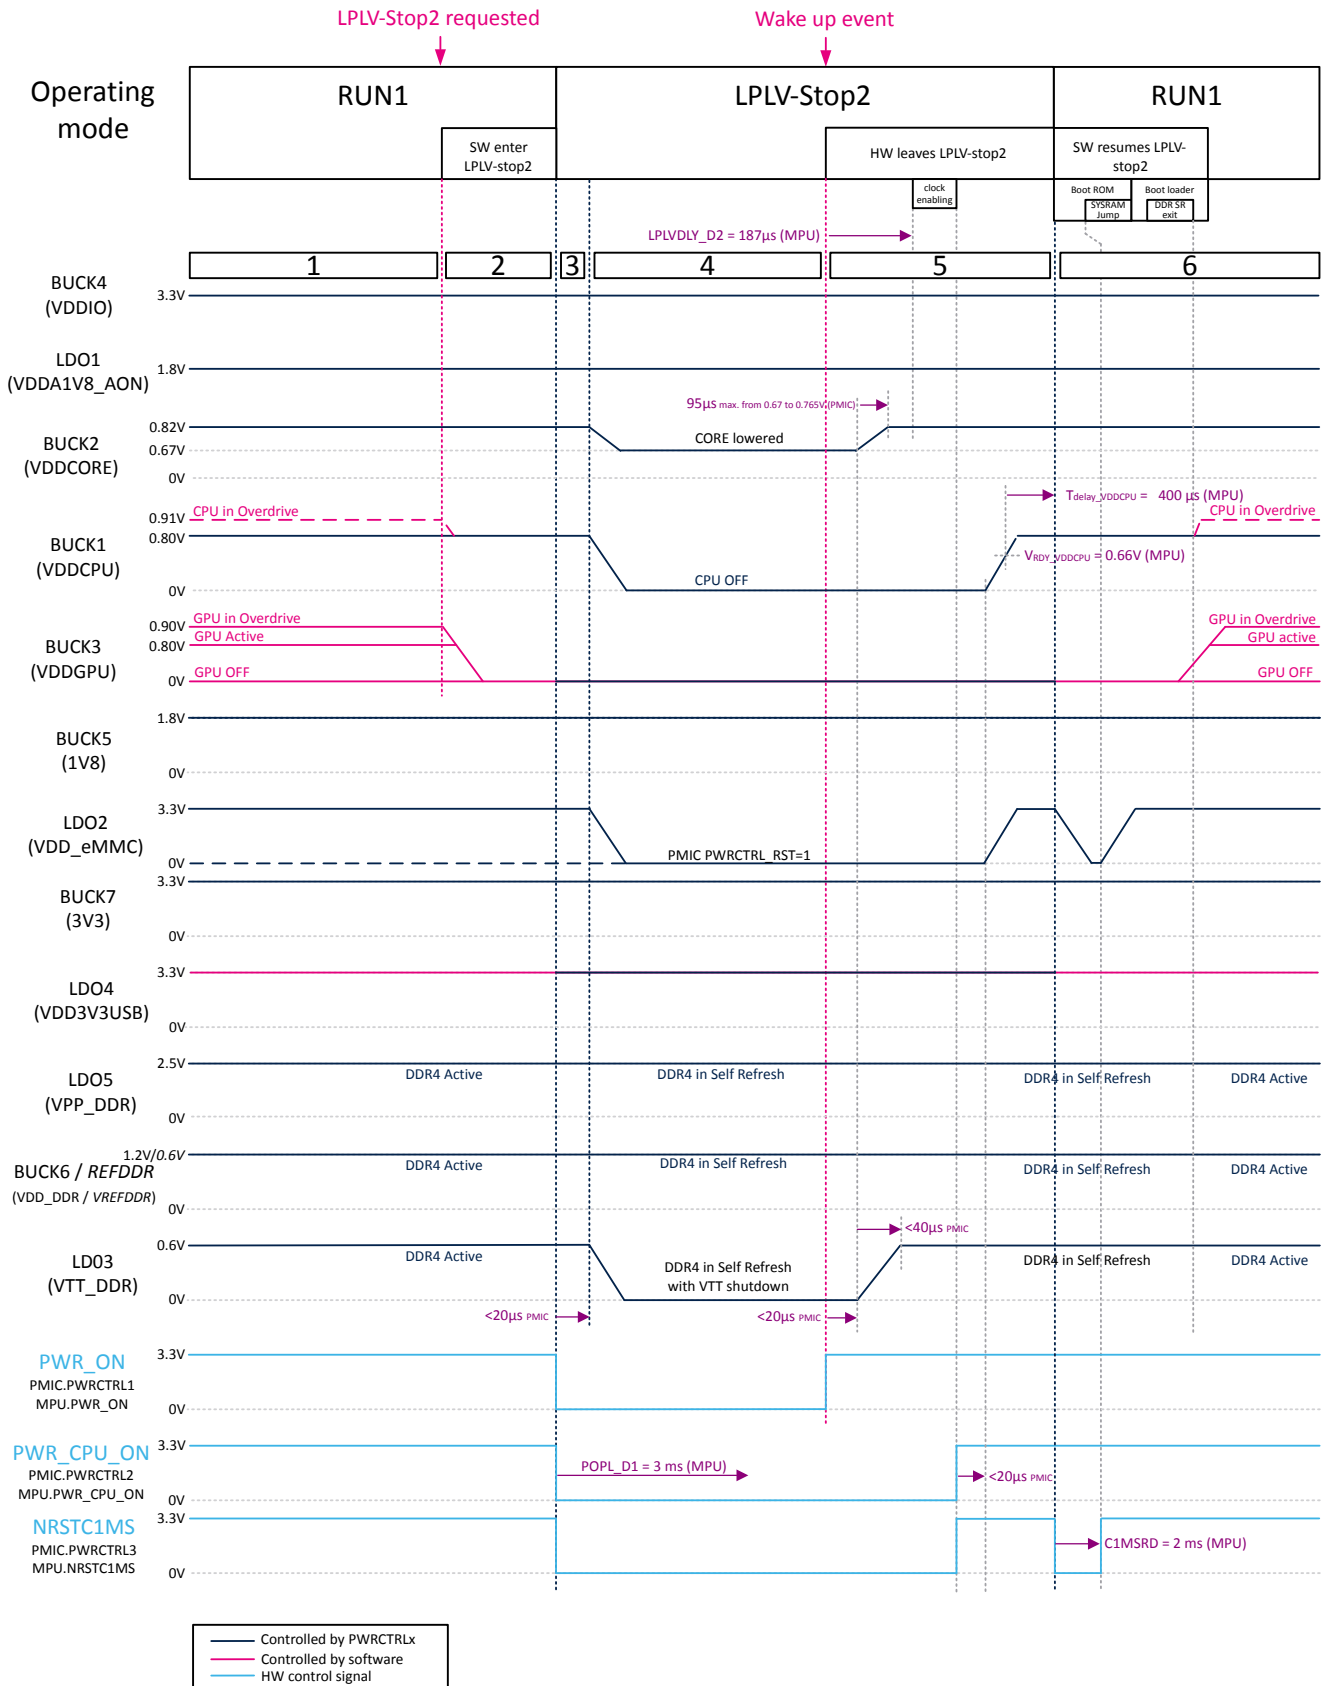 LPLV-Stop2 requested
Wake up event
Operating
mode
RUN1
LPLV-Stop2
RUN1
SW enter
LPLV-stop2
HW leaves LPLV-stop2
SW resumes LPLV-
stop2
clock
enabling
Boot ROM
Boot loader
SYSRAM
Jump
DDR SR
exit
LPLVDLY_D2 = 187µs (MPU)
1
2
3
4
5
6
BUCK4
(VDDIO)
3.3V
LDO1
(VDDA1V8_AON)
1.8V
95µs max. from 0.67 to 0.765V (PMIC)
BUCK2
(VDDCORE)
0.82V
0.67V
0V
CORE lowered
Tdelay_VDDCPU = 400 µs (MPU)
BUCK1
(VDDCPU)
0.91V
0.80V
0V
CPU in Overdrive
CPU in Overdrive
VRDY_VDDCPU = 0.66V (MPU)
CPU OFF
BUCK3
(VDDGPU)
0.90V
0.80V
0V
GPU in Overdrive
GPU Active
GPU OFF
GPU in Overdrive
GPU active
GPU OFF
BUCK5
(1V8)
1.8V
0V
LDO2
(VDD_eMMC)
3.3V
0V
PMIC PWRCTRL_RST=1
BUCK7
(3V3)
3.3V
0V
LDO4
(VDD3V3USB)
3.3V
0V
LDO5
(VPP_DDR)
2.5V
0V
DDR4 Active
DDR4 in Self Refresh
DDR4 in Self Refresh
DDR4 Active
BUCK6 / REFDDR
(VDD_DDR / VREFDDR)
1.2V/0.6V
0V
DDR4 Active
DDR4 in Self Refresh
DDR4 in Self Refresh
DDR4 Active
<40µs PMIC
LD03
(VTT_DDR)
0.6V
0V
DDR4 Active
DDR4 in Self Refresh
with VTT shutdown
DDR4 in Self Refresh
DDR4 Active
<20µs PMIC
<20µs PMIC
PWR_ON
PMIC.PWRCTRL1
MPU.PWR_ON
3.3V
0V
PWR_CPU_ON
PMIC.PWRCTRL2
MPU.PWR_CPU_ON
3.3V
0V
POPL_D1 = 3 ms (MPU)
<20µs PMIC
NRSTC1MS
PMIC.PWRCTRL3
MPU.NRSTC1MS
3.3V
0V
C1MSRD = 2 ms (MPU)
Controlled by PWRCTRLx
Controlled by software
HW control signal